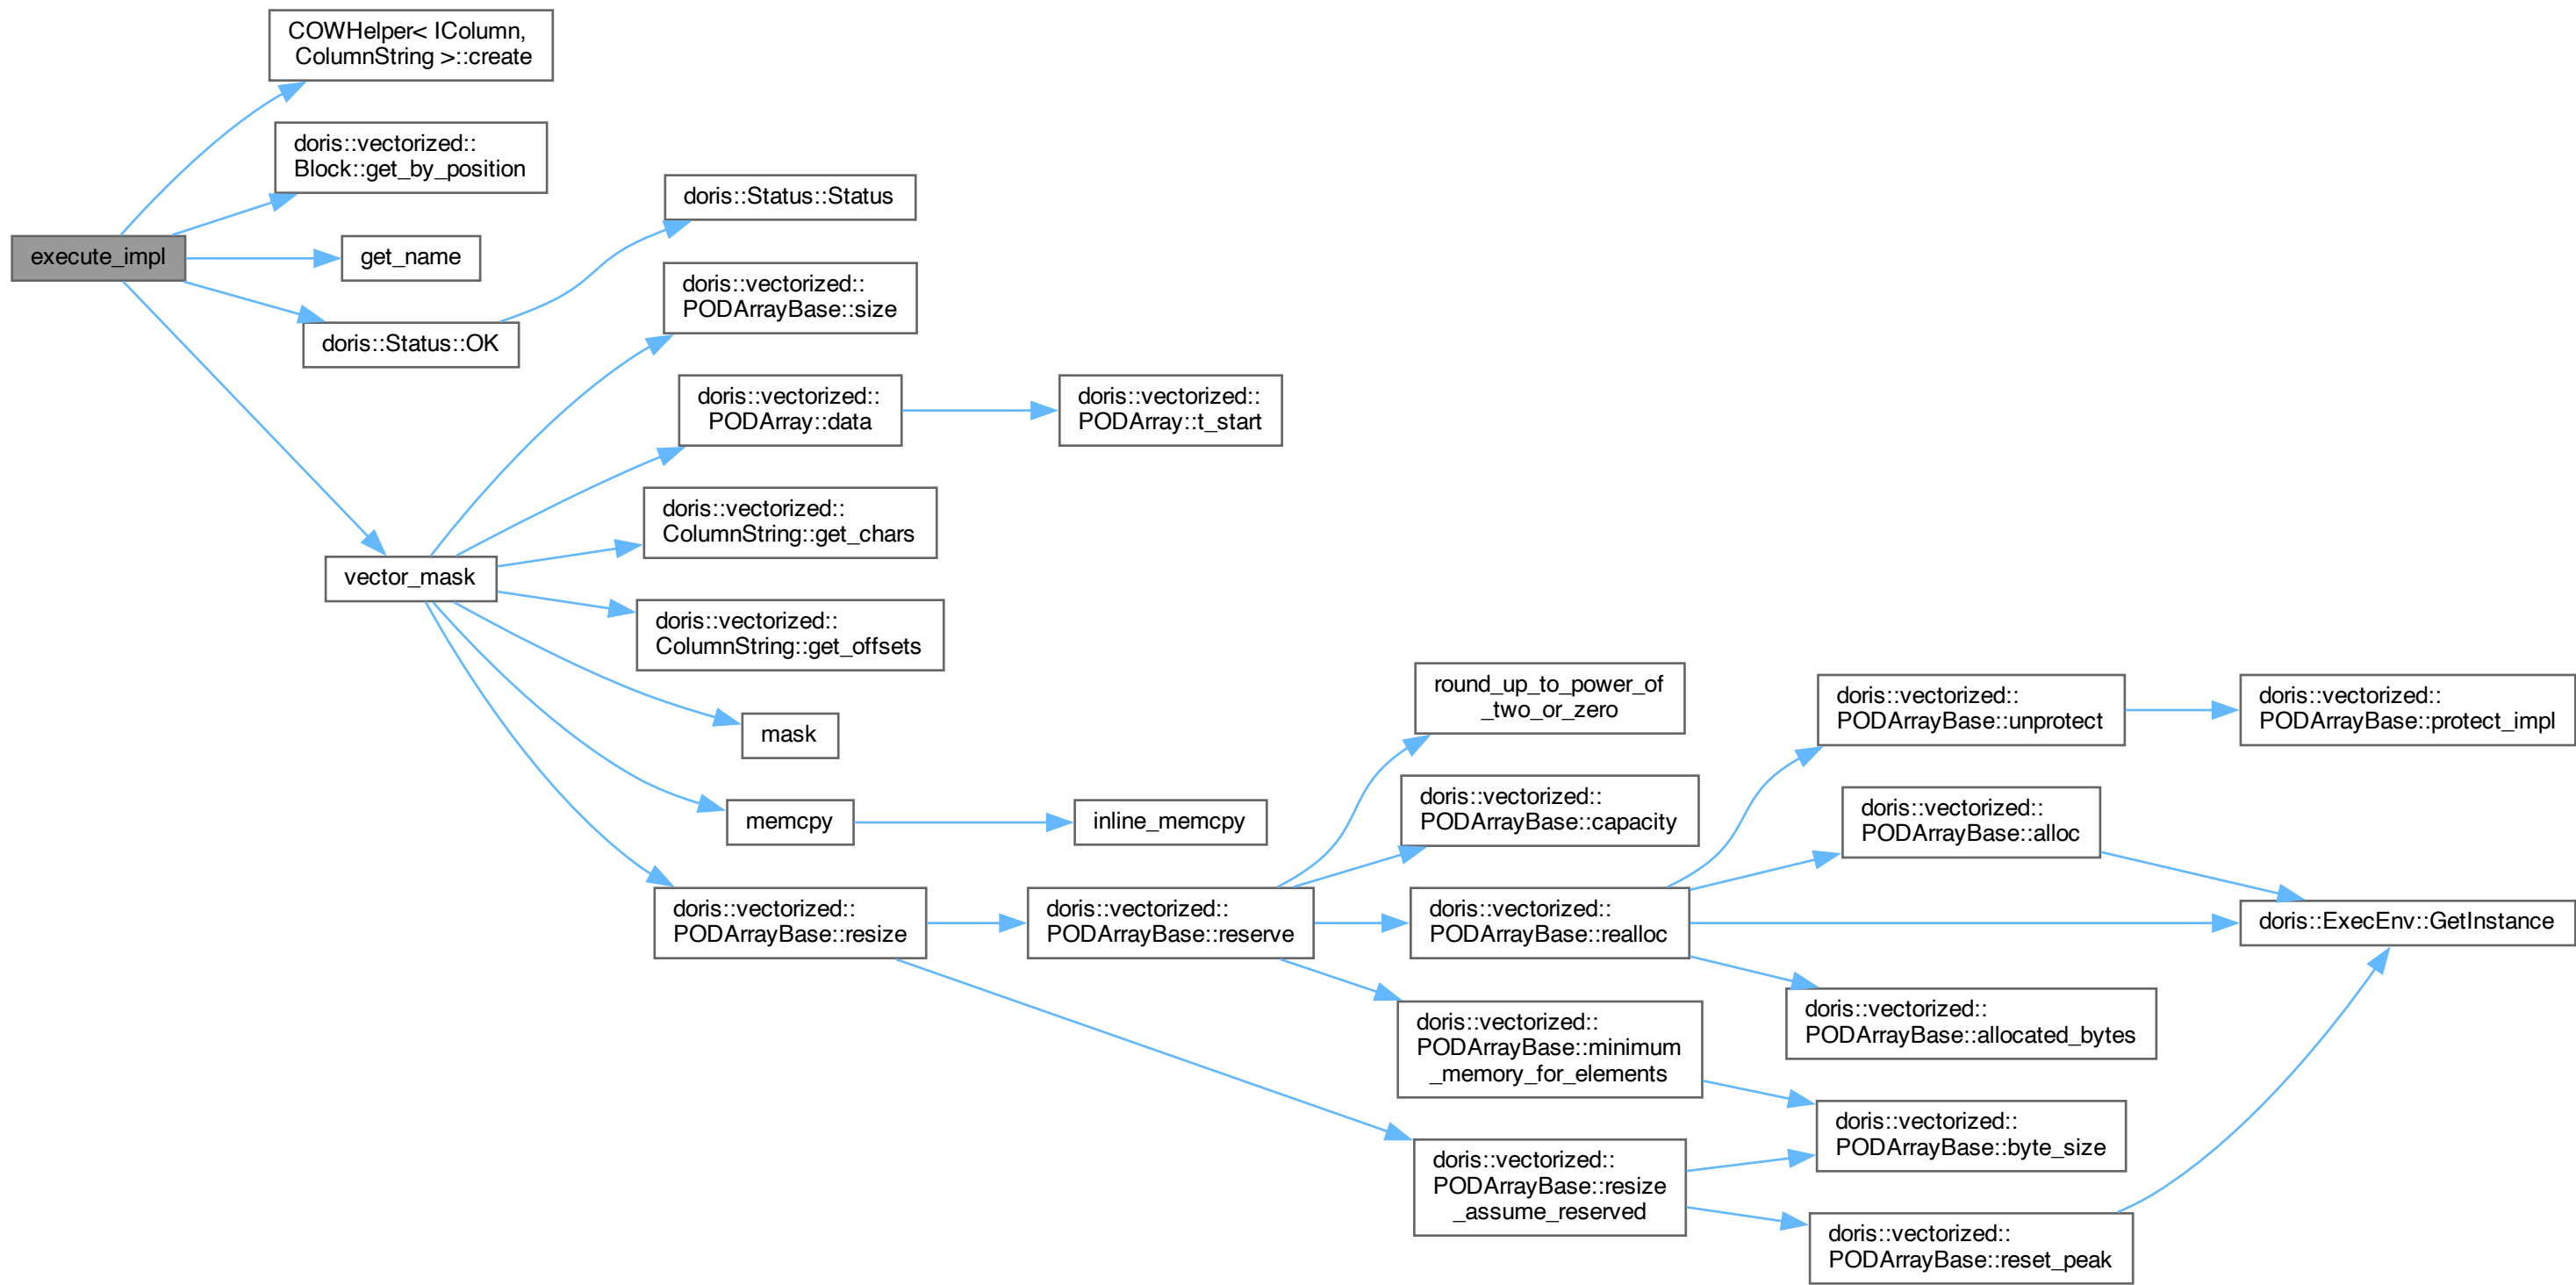 COWHelper< IColumn,
ColumnString >::create
doris::vectorized::
Block::get_by_position
execute_impl
get_name
doris::Status::OK
doris::Status::Status
doris::vectorized::
PODArrayBase::size
doris::vectorized::
PODArray::data
doris::vectorized::
PODArray::t_start
doris::vectorized::
ColumnString::get_chars
vector_mask
doris::vectorized::
ColumnString::get_offsets
mask
memcpy
inline_memcpy
doris::vectorized::
PODArrayBase::resize
doris::vectorized::
PODArrayBase::reserve
round_up_to_power_of
_two_or_zero
doris::vectorized::
PODArrayBase::capacity
doris::vectorized::
PODArrayBase::realloc
doris::vectorized::
PODArrayBase::minimum
_memory_for_elements
doris::vectorized::
PODArrayBase::resize
_assume_reserved
doris::vectorized::
PODArrayBase::unprotect
doris::vectorized::
PODArrayBase::protect_impl
doris::vectorized::
PODArrayBase::alloc
doris::ExecEnv::GetInstance
doris::vectorized::
PODArrayBase::allocated_bytes
doris::vectorized::
PODArrayBase::byte_size
doris::vectorized::
PODArrayBase::reset_peak